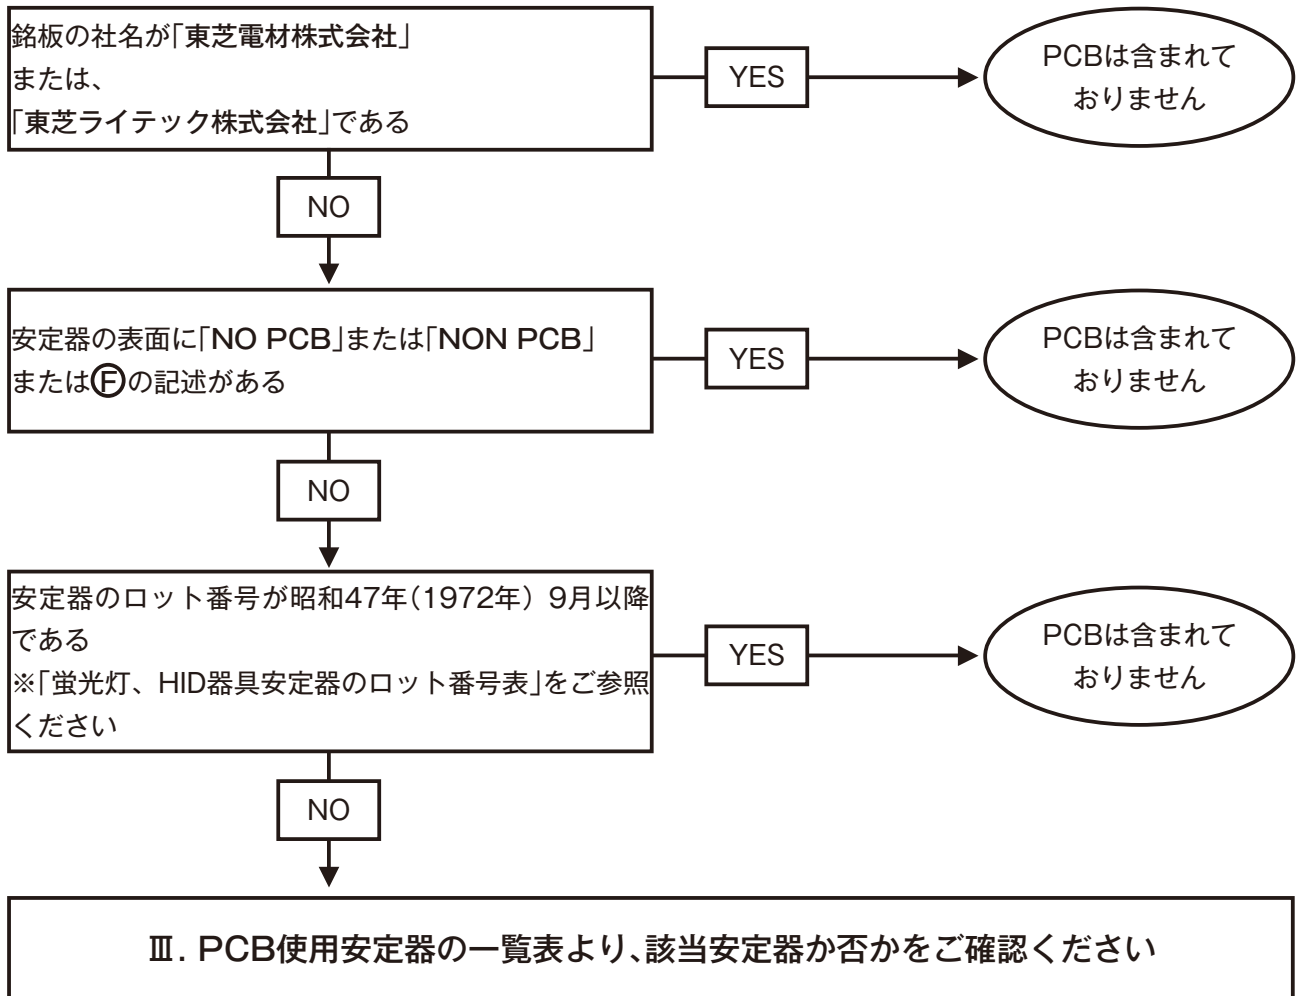 銘板の社名が「東芝電材株式会社」
または、
「東芝ライテック株式会社」である
YES
PCBは含まれて
おりません
NO
安定器の表面に「NO PCB」または「NON PCB」
またはⒻの記述がある
YES
PCBは含まれて
おりません
NO
安定器のロット番号が昭和47年(1972年) 9月以降
である
※「蛍光灯、HID器具安定器のロット番号表」をご参照
ください
YES
PCBは含まれて
おりません
NO
Ⅲ. PCB使用安定器の一覧表より、該当安定器か否かをご確認ください